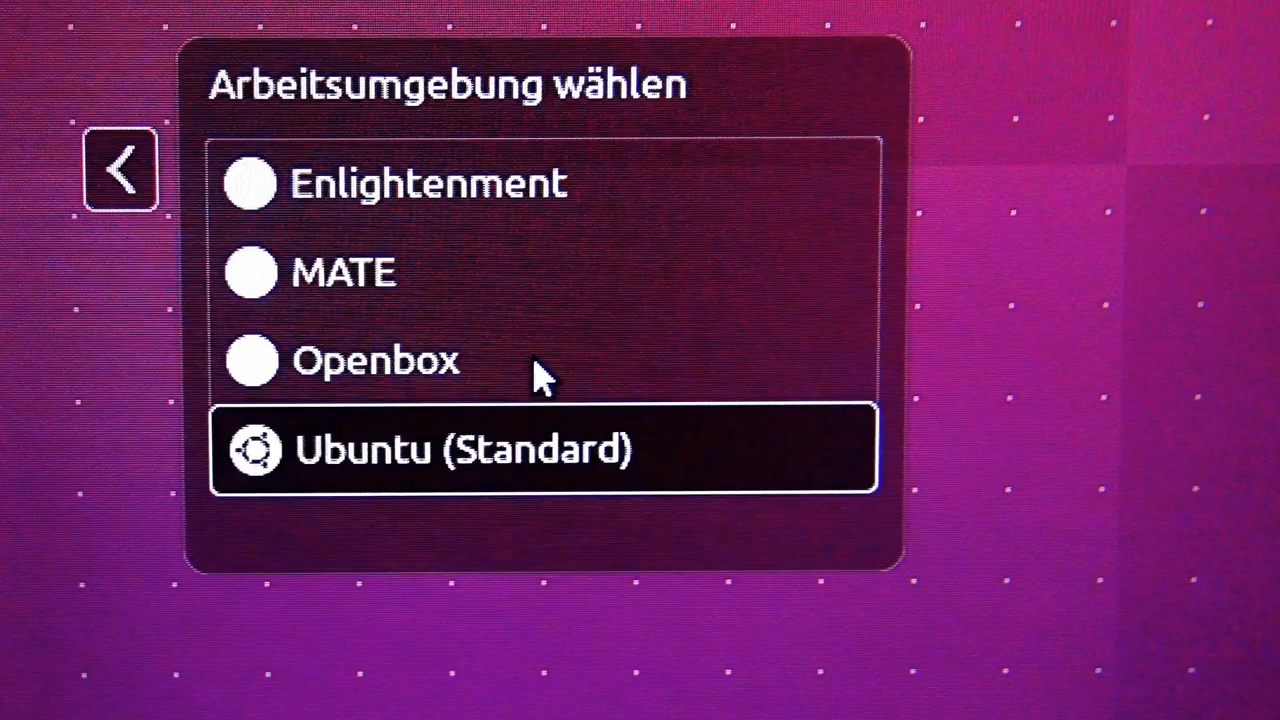 Arbeitsumgebung wählen
Enlightenment
MATE
Openbox
Ubuntu (Standard)